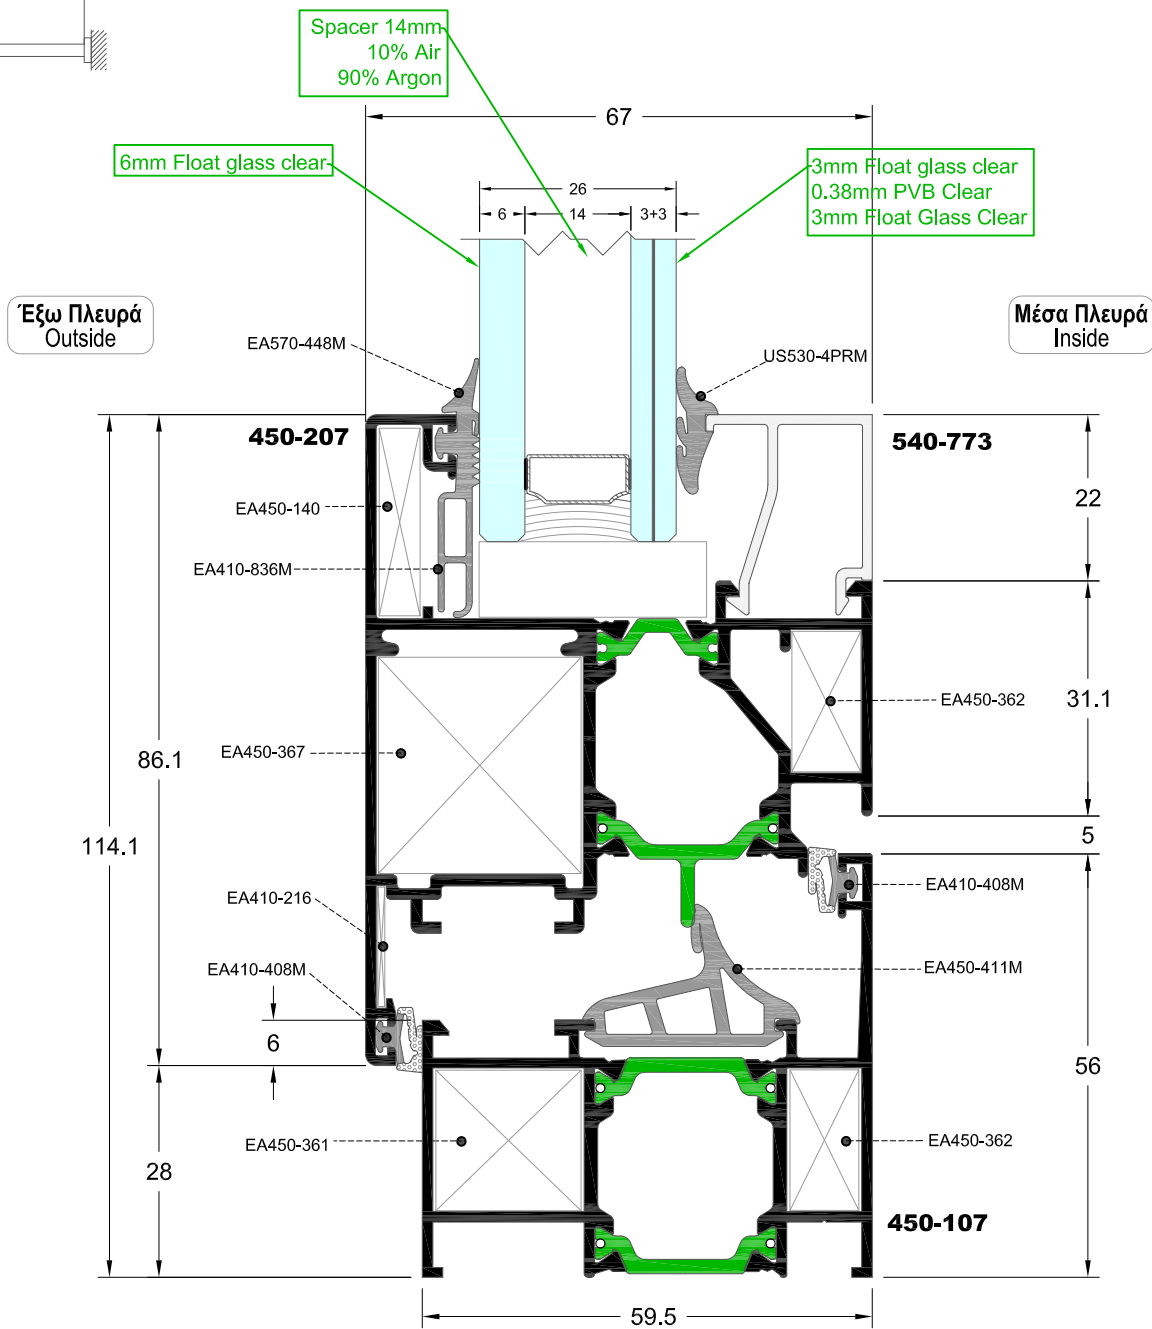 Spacer 14mm
10% Air
90% Argon
67
6mm Float glass clear
3mm Float glass clear
0.38mm PVB Clear
3mm Float Glass Clear
26
6
14
3+3
Έξω Πλευρά
Outside
Μέσα Πλευρά
Inside
EA570-448M
US530-4PRM
450-207
540-773
EA450-140
22
EA410-836M
EA450-362
31.1
EA450-367
86.1
114.1
5
EA410-216
EA410-408M
EA410-408M
EA450-411M
6
56
EA450-361
EA450-362
28
450-107
59.5